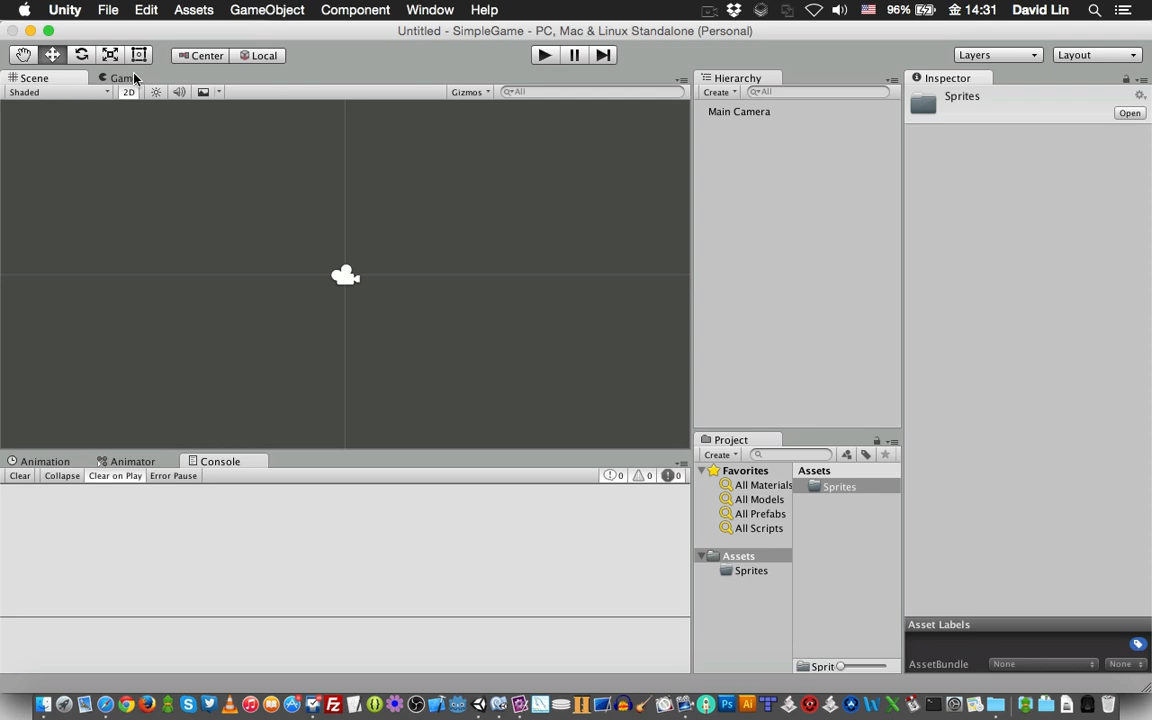 Unity File Edit Assets GameObject Component Window Help 96% 金 14:31 David Lin
Untitled - SimpleGame - PC, Mac & Linux Standalone (Personal)
Center Local Layers Layout
Scene Hierarchy Inspector
Shaded 2D Gizmos All Create All Sprites
Open
Main Camera
Project
Animation Animator Console
Clear Collapse Clear on Play Error Pause 0 0 0
Create
Favorites Assets
All Materials Sprites
All Models
All Prefabs
All Scripts
Assets
Sprites
Asset Labels
AssetBundle None None